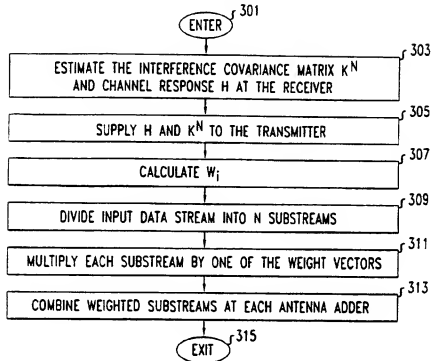 301
ENTER
303
ESTIMATE THE INTERFERENCE COVARIANCE MATRIX K^N
AND CHANNEL RESPONSE H AT THE RECEIVER
305
SUPPLY H AND K^N TO THE TRANSMITTER
307
CALCULATE W_i
309
DIVIDE INPUT DATA STREAM INTO N SUBSTREAMS
311
MULTIPLY EACH SUBSTREAM BY ONE OF THE WEIGHT VECTORS
313
COMBINE WEIGHTED SUBSTREAMS AT EACH ANTENNA ADDER
315
EXIT